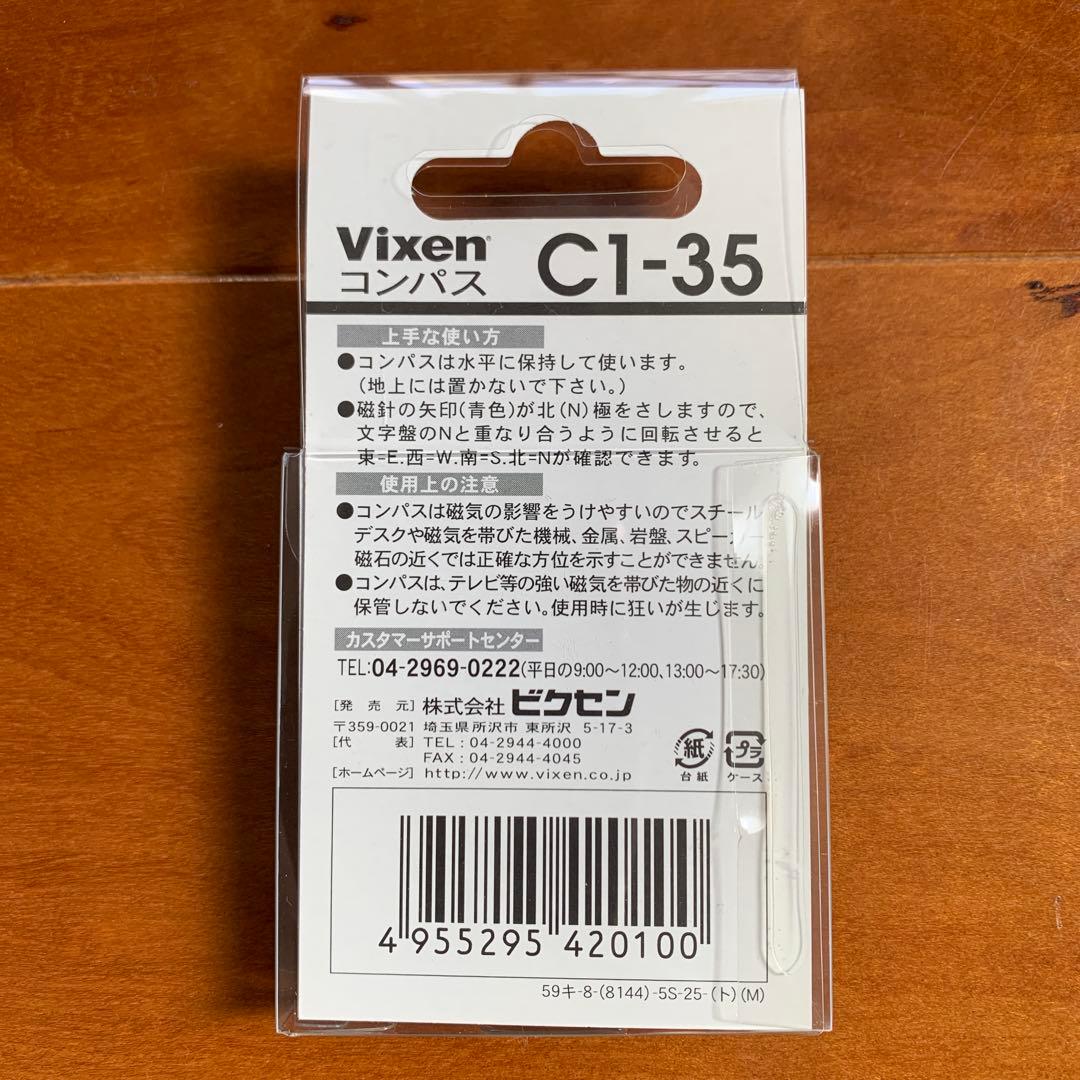 Vixen® C1-35
コンパス
上手な使い方
●コンパスは水平に保持して使います。
(地上には置かないで下さい。)
●磁針の矢印(青色)が北(N)極をさしますので、
文字盤のNと重なり合うように回転させると
東=E.西=W.南=S.北=Nが確認できます。
使用上の注意
●コンパスは磁気の影響をうけやすいのでスチール
デスクや磁気を帯びた機械、金属、岩盤、スピーカー
磁石の近くでは正確な方位を示すことができません。
●コンパスは、テレビ等の強い磁気を帯びた物の近くに
保管しないでください。使用時に狂いが生じます。
カスタマーサポートセンター
TEL:04-2969-0222(平日の9:00〜12:00、13:00〜17:30)
[発売元] 株式会社 ビクセン
〒359-0021 埼玉県所沢市 東所沢 5-17-3
[代表] TEL : 04-2944-4000
FAX : 04-2944-4045
[ホームページ] http://www.vixen.co.jp
紙 プラ
台紙 ケース
4 955295 420100
59キ-8-(8144)-5S-25-(ト)(M)